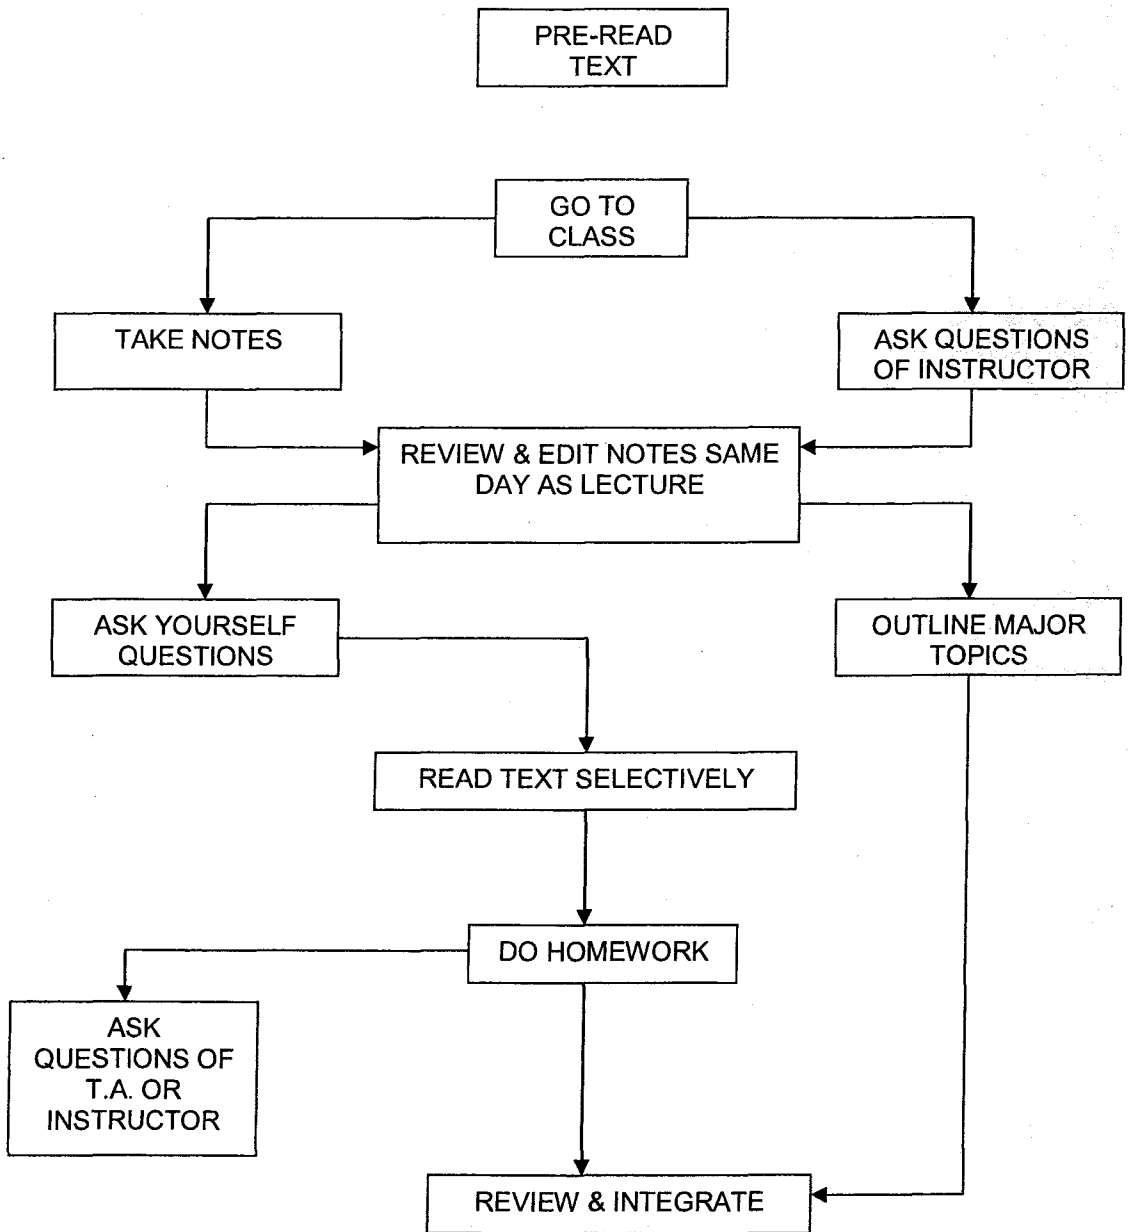 PRE-READ
TEXT
GO TO
CLASS
TAKE NOTES
ASK QUESTIONS
OF INSTRUCTOR
REVIEW & EDIT NOTES SAME
DAY AS LECTURE
ASK YOURSELF
QUESTIONS
OUTLINE MAJOR
TOPICS
READ TEXT SELECTIVELY
DO HOMEWORK
ASK
QUESTIONS OF
T.A. OR
INSTRUCTOR
REVIEW & INTEGRATE